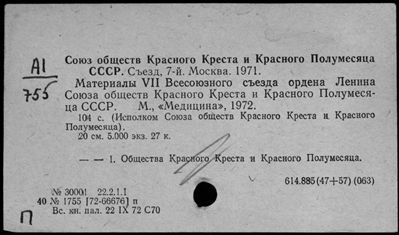 Союз обществ Красного Креста и Красного Полумесяца
СССР. Съезд, 7-й. Москва. 1971.
А1
755
Материалы VII Всесоюзного съезда ордена Ленина
Союза обществ Красного Креста и Красного Полумеся-
ца СССР. М., «Медицина», 1972.
104 с. (Исполком Союза обществ Красного Креста и Красного
Полумесяца).
20 см. 5.000 экз. 27 к.
— — 1. Общества Красного Креста и Красного Полумесяца.
614.885(47+57) (063)
№ 30001 22.2.1.1
40 № 1755 [72-66676] п
Вс. кн. пал. 22 IX 72 С70
П